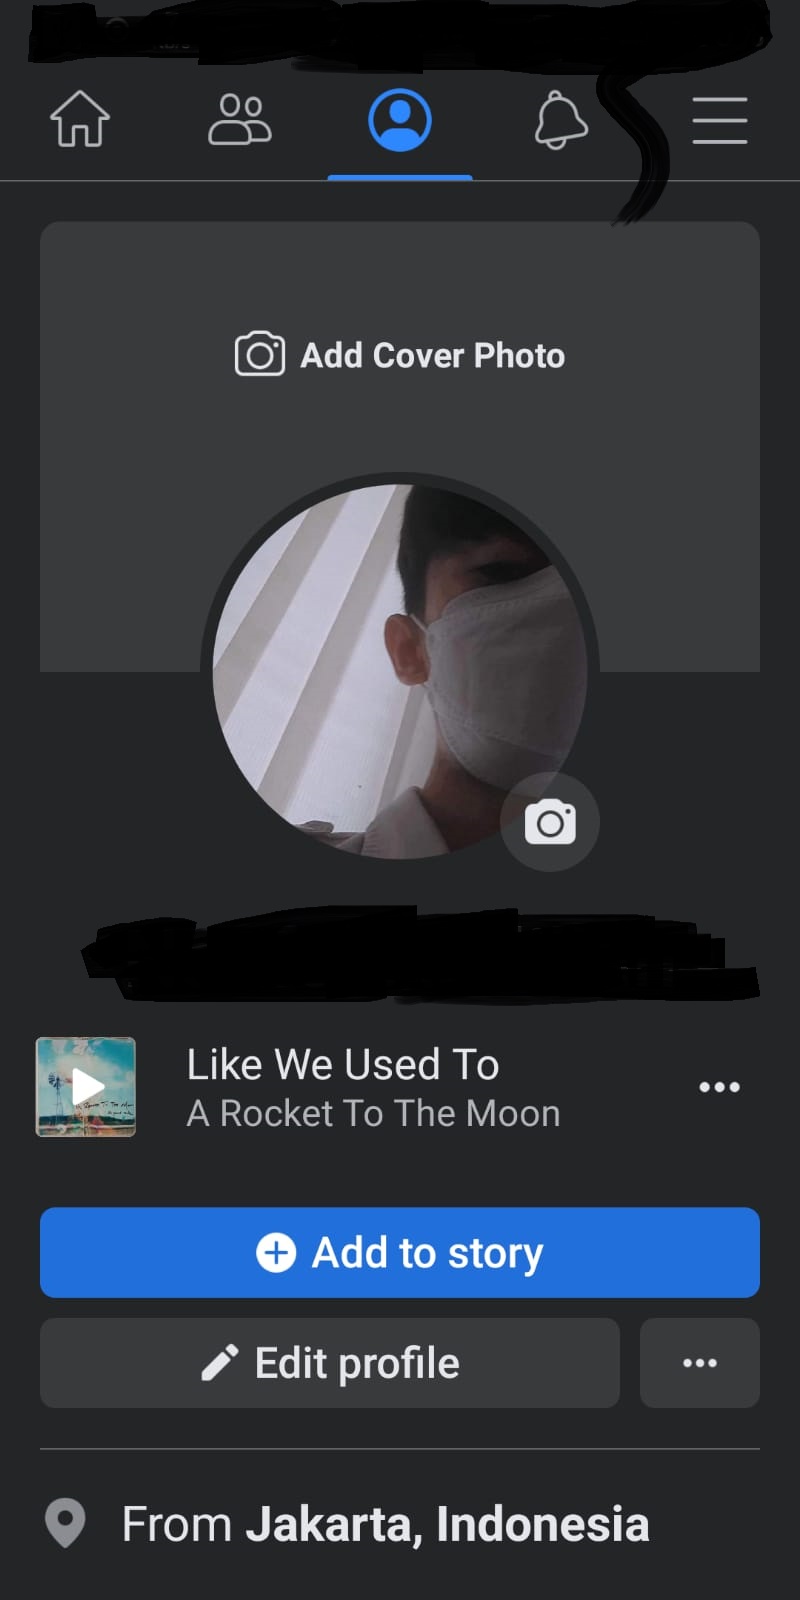 Add Cover Photo
Like We Used To
A Rocket To The Moon
Add to story
Edit profile
From Jakarta, Indonesia